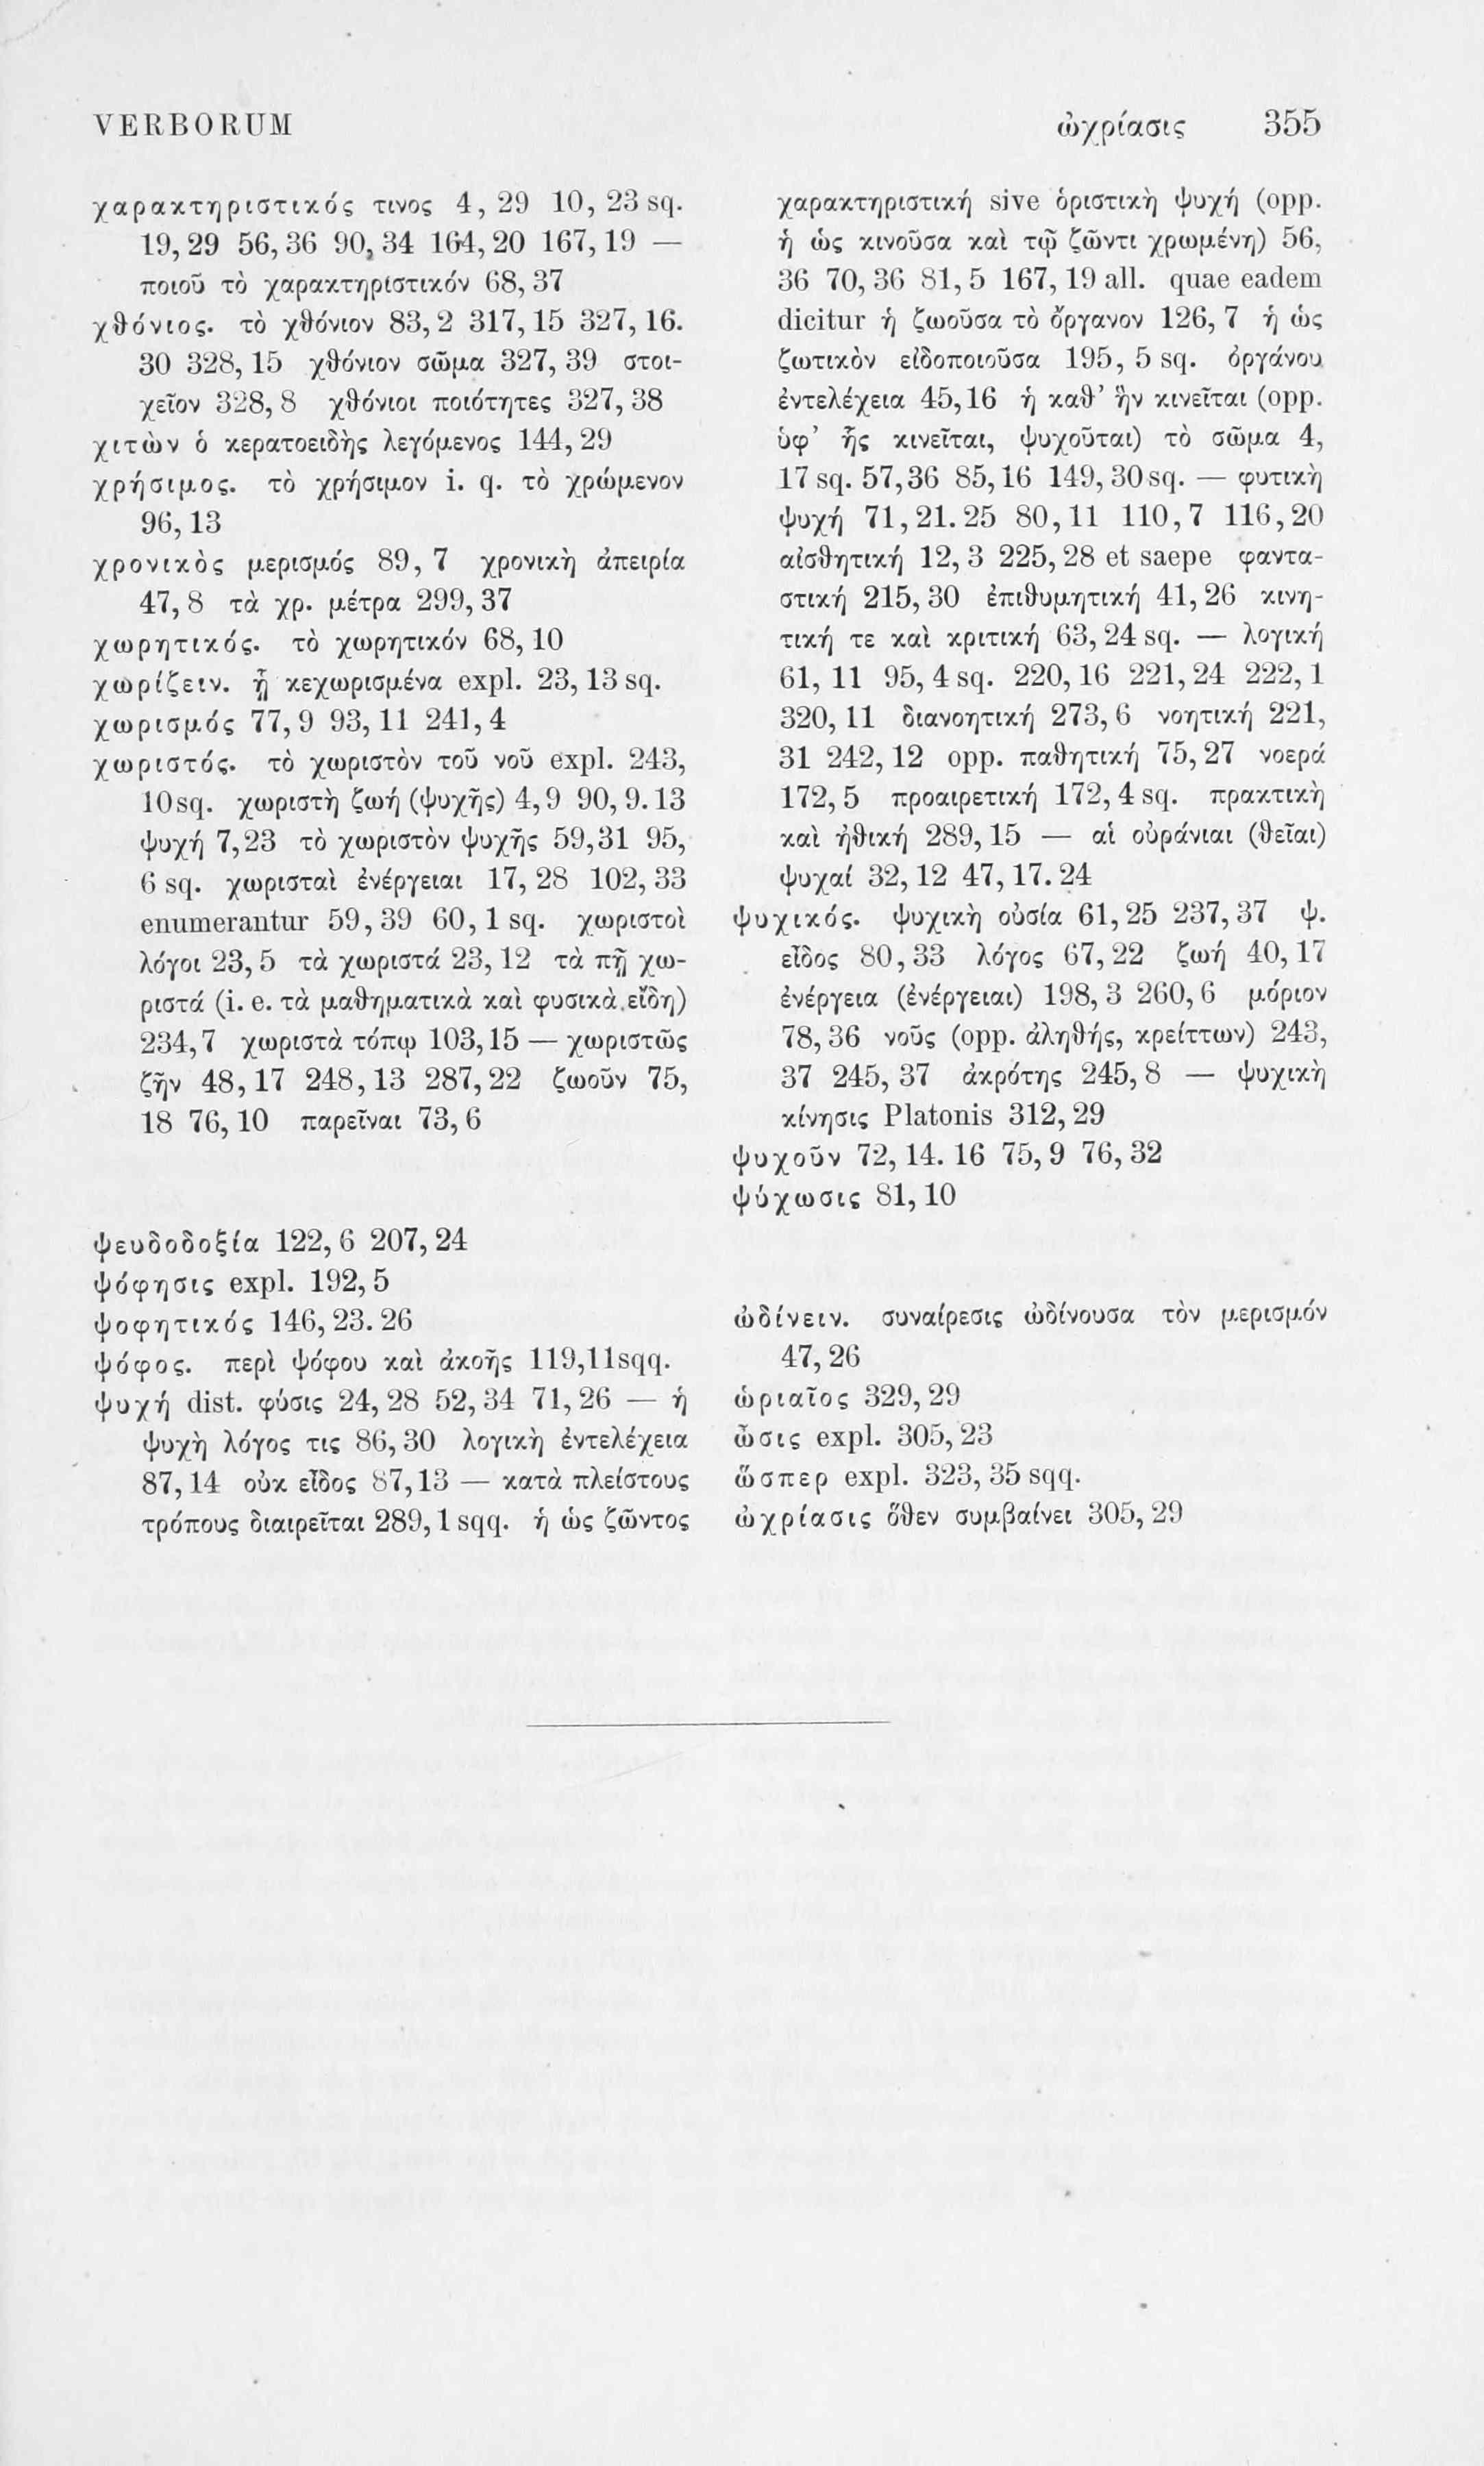 VERBORUM ὠχρίασις 355
χαρακτηριστικός τινος 4, 29 10, 23 sq.
19, 29 56, 36 90, 34 164, 20 167, 19 —
ποιοῦ τὸ χαρακτηριστικόν 68, 37
χθόνιος. τὸ χθόνιον 83, 2 317, 15 327, 16.
30 328, 15 χθόνιον σῶμα 327, 39 στοι-
χεῖον 328, 8 χθόνιοι ποιότητες 327, 38
χιτὼν ὁ κερατοειδὴς λεγόμενος 144, 29
χρήσιμος. τὸ χρήσιμον i. q. τὸ χρώμενον
96, 13
χρονικὸς μερισμός 89, 7 χρονικὴ ἀπειρία
47, 8 τὰ χρ. μέτρα 299, 37
χωρητικός. τὸ χωρητικόν 68, 10
χωρίζειν. ᾗ κεχωρισμένα expl. 23, 13 sq.
χωρισμός 77, 9 93, 11 241, 4
χωριστός. τὸ χωριστὸν τοῦ νοῦ expl. 243,
10 sq. χωριστὴ ζωή (ψυχῆς) 4, 9 90, 9. 13
ψυχή 7, 23 τὸ χωριστὸν ψυχῆς 59, 31 95,
6 sq. χωρισταὶ ἐνέργειαι 17, 28 102, 33
enumerantur 59, 39 60, 1 sq. χωριστοὶ
λόγοι 23, 5 τὰ χωριστά 23, 12 τὰ πῇ χω-
ριστά (i. e. τὰ μαθηματικὰ καὶ φυσικὰ εἴδη)
234, 7 χωριστὰ τόπῳ 103, 15 — χωριστῶς
ζῆν 48, 17 248, 13 287, 22 ζωοῦν 75,
18 76, 10 παρεῖναι 73, 6
ψευδοδοξία 122, 6 207, 24
ψόφησις expl. 192, 5
ψοφητικός 146, 23. 26
ψόφος. περὶ ψόφου καὶ ἀκοῆς 119, 11 sqq.
ψυχή dist. φύσις 24, 28 52, 34 71, 26 — ἡ
ψυχὴ λόγος τις 86, 30 λογικὴ ἐντελέχεια
87, 14 οὐκ εἶδος 87, 13 — κατὰ πλείστους
τρόπους διαιρεῖται 289, 1 sqq. ἡ ὡς ζῶντος
χαρακτηριστική sive ὁριστικὴ ψυχή (opp.
ἡ ὡς κινοῦσα καὶ τῷ ζῶντι χρωμένη) 56,
36 70, 36 81, 5 167, 19 all. quae eadem
dicitur ἡ ζωοῦσα τὸ ὄργανον 126, 7 ἡ ὡς
ζωτικὸν εἰδοποιοῦσα 195, 5 sq. ὀργάνου
ἐντελέχεια 45, 16 ἡ καθ’ ἣν κινεῖται (opp.
ὑφ’ ἧς κινεῖται, ψυχοῦται) τὸ σῶμα 4,
17 sq. 57, 36 85, 16 149, 30 sq. — φυτικὴ
ψυχή 71, 21. 25 80, 11 110, 7 116, 20
αἰσθητική 12, 3 225, 28 et saepe φαντα-
στική 215, 30 ἐπιθυμητική 41, 26 κινη-
τική τε καὶ κριτική 63, 24 sq. — λογική
61, 11 95, 4 sq. 220, 16 221, 24 222, 1
320, 11 διανοητική 273, 6 νοητική 221,
31 242, 12 opp. παθητική 75, 27 νοερά
172, 5 προαιρετική 172, 4 sq. πρακτικὴ
καὶ ἠθική 289, 15 — αἱ οὐράνιαι (θεῖαι)
ψυχαί 32, 12 47, 17. 24
ψυχικός. ψυχικὴ οὐσία 61, 25 237, 37 ψ.
εἶδος 80, 33 λόγος 67, 22 ζωή 40, 17
ἐνέργεια (ἐνέργειαι) 198, 3 260, 6 μόριον
78, 36 νοῦς (opp. ἀληθής, κρείττων) 243,
37 245, 37 ἀκρότης 245, 8 — ψυχικὴ
κίνησις Platonis 312, 29
ψυχοῦν 72, 14. 16 75, 9 76, 32
ψύχωσις 81, 10
ὠδίνειν. συναίρεσις ὠδίνουσα τὸν μερισμόν
47, 26
ὡριαῖος 329, 29
ὦσις expl. 305, 23
ὥσπερ expl. 323, 35 sqq.
ὠχρίασις ὅθεν συμβαίνει 305, 29